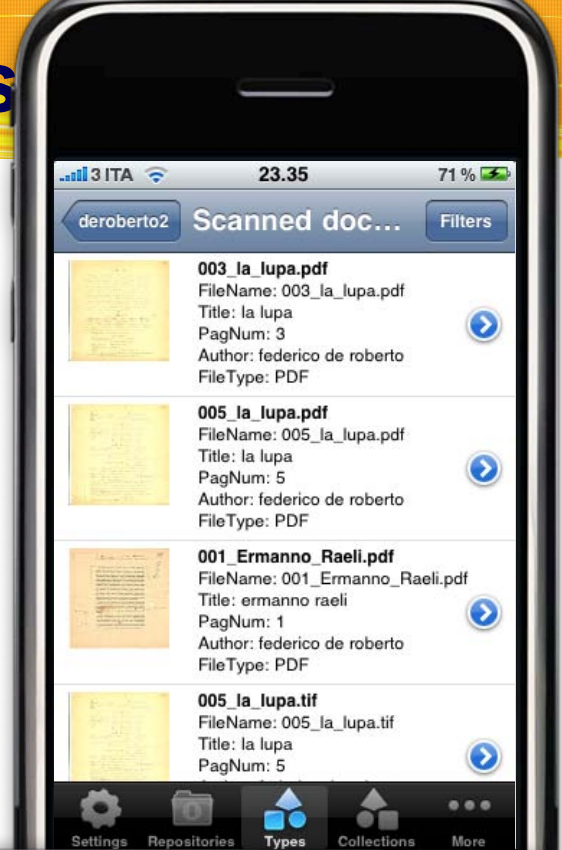 s
3 ITA 23.35 71 %
deroberto2 Scanned doc... Filters
003_la_lupa.pdf
FileName: 003_la_lupa.pdf
Title: la lupa
PagNum: 3
Author: federico de roberto
FileType: PDF
005_la_lupa.pdf
FileName: 005_la_lupa.pdf
Title: la lupa
PagNum: 5
Author: federico de roberto
FileType: PDF
001_Ermanno_Raeli.pdf
FileName: 001_Ermanno_Raeli.pdf
Title: ermanno raeli
PagNum: 1
Author: federico de roberto
FileType: PDF
005_la_lupa.tif
FileName: 005_la_lupa.tif
Title: la lupa
PagNum: 5
Settings Repositories Types Collections More